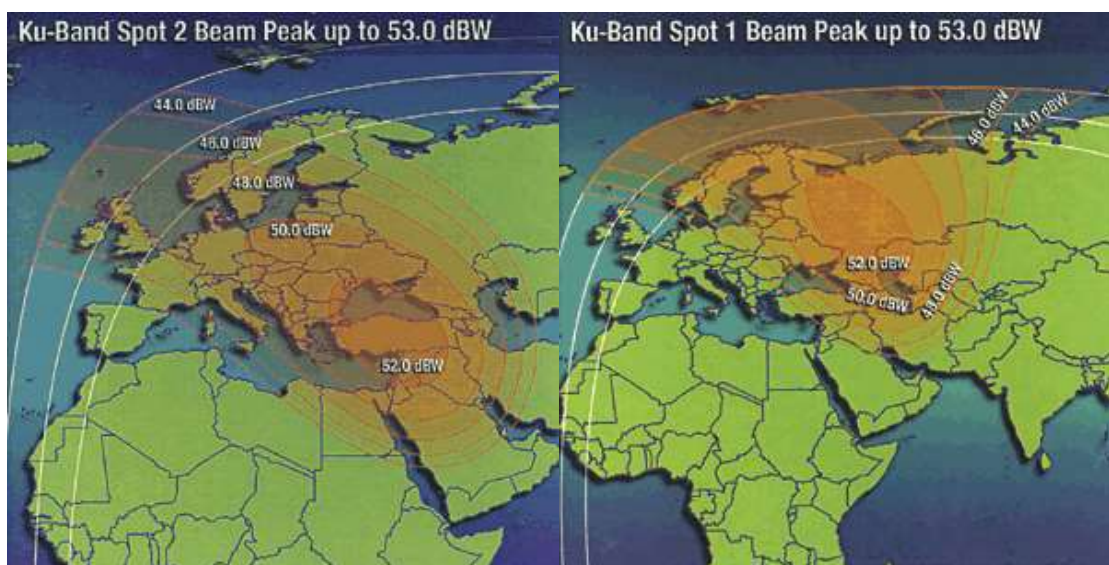 Ku-Band Spot 2 Beam Peak up to 53.0 dBW
44.0 dBW
46.0 dBW
48.0 dBW
50.0 dBW
52.0 dBW
Ku-Band Spot 1 Beam Peak up to 53.0 dBW
46.0 dBW
44.0 dBW
52.0 dBW
50.0 dBW
48.0 dBW